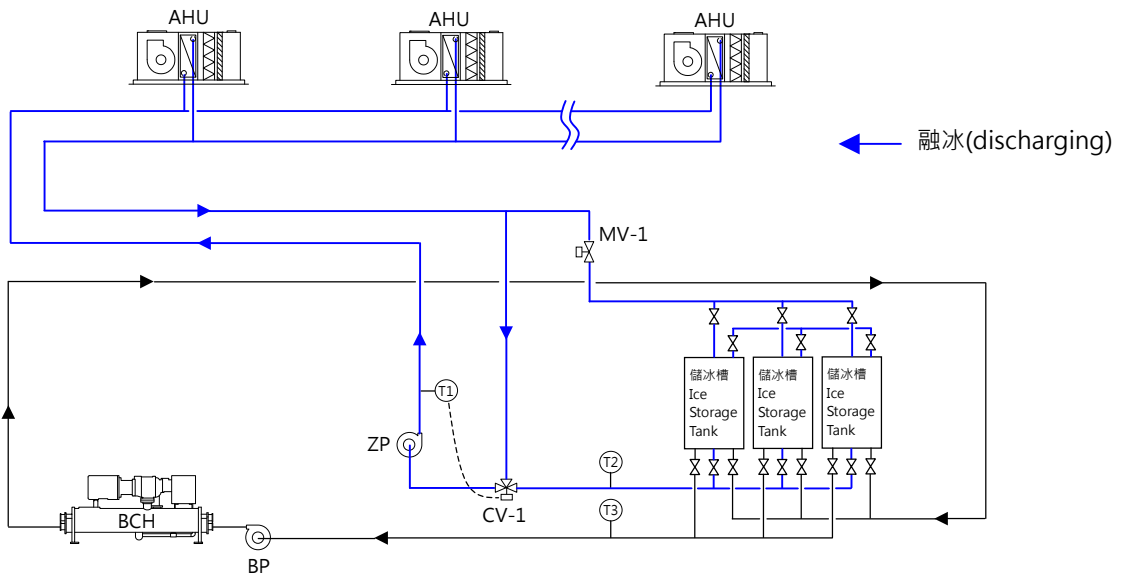 AHU
AHU
AHU
融冰(discharging)
MV-1
T1
儲冰槽
Ice
Storage
Tank
儲冰槽
Ice
Storage
Tank
儲冰槽
Ice
Storage
Tank
ZP
T2
CV-1
T3
BCH
BP